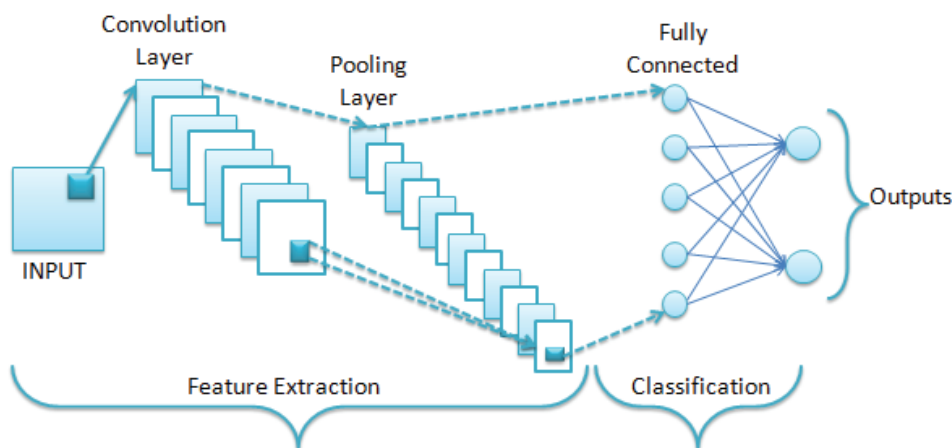 Convolution
Layer
Pooling
Layer
Fully
Connected
INPUT
Outputs
Feature Extraction
Classification